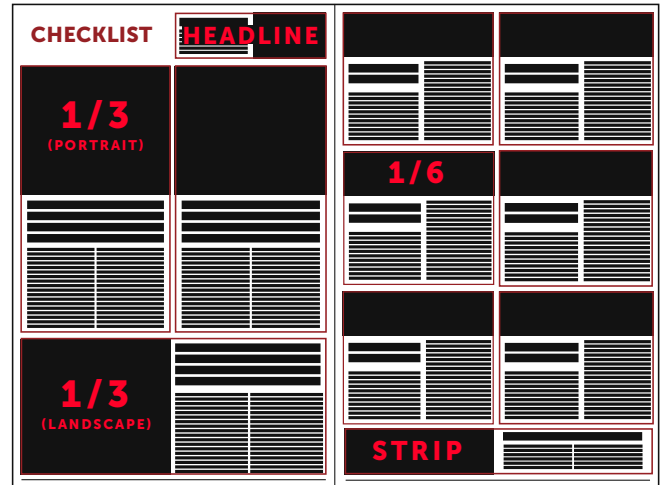 CHECKLIST
HEADLINE
1/3
(PORTRAIT)
1/3
(LANDSCAPE)
1/6
STRIP